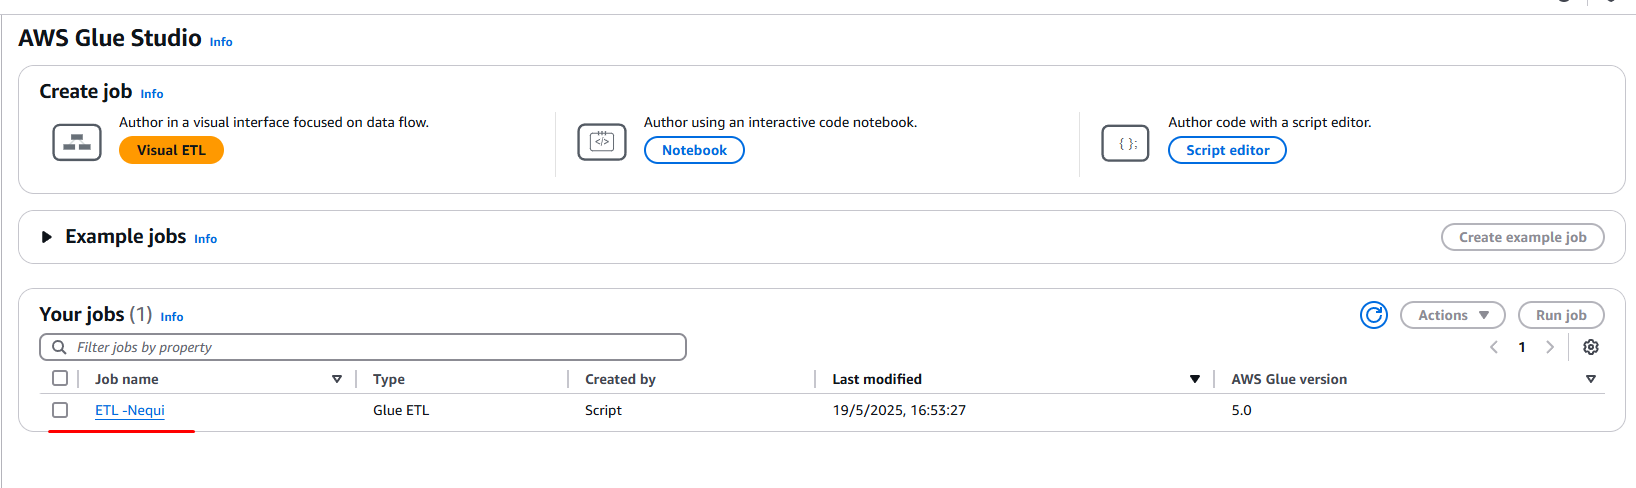 AWS Glue Studio Info
Create job Info
Author in a visual interface focused on data flow.
Visual ETL
Author using an interactive code notebook.
Notebook
Author code with a script editor.
Script editor
Example jobs Info
Create example job
Your jobs (1) Info
Actions
Run job
Filter jobs by property
1
Job name Type Created by Last modified AWS Glue version
ETL -Nequi Glue ETL Script 19/5/2025, 16:53:27 5.0